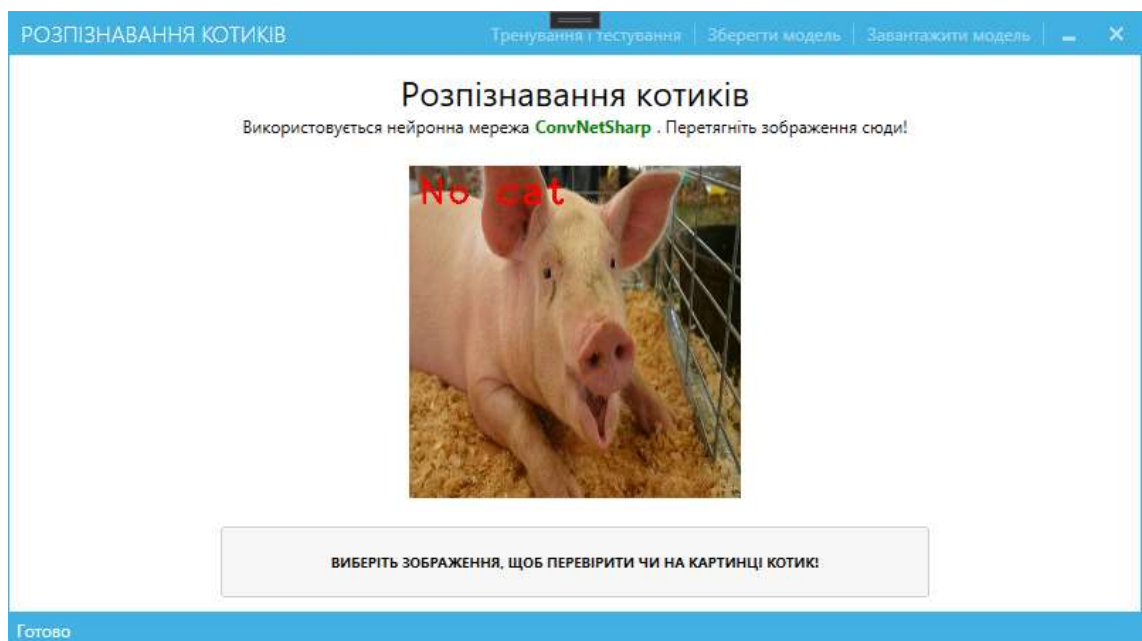 РОЗПІЗНАВАННЯ КОТИКІВ
Тренування і тестування
Зберегти модель
Завантажити модель
Розпізнавання котиків
Використовується нейронна мережа ConvNetSharp . Перетягніть зображення сюди!
No cat
ВИБЕРІТЬ ЗОБРАЖЕННЯ, ЩОБ ПЕРЕВІРИТИ ЧИ НА КАРТИНЦІ КОТИК!
Готово